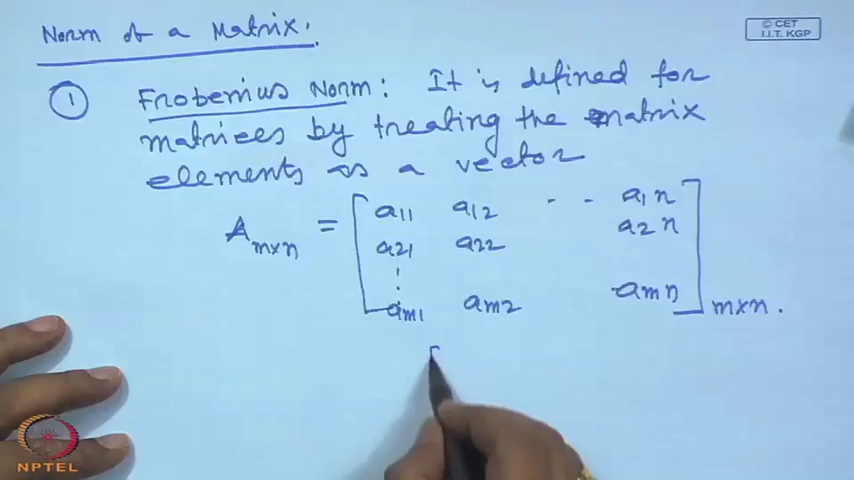 Norm of a Matrix.
© CET
I.I.T. KGP
① Frobenius Norm: It is defined for
matrices by treating the matrix
elements as a vector
A m×n = [ a11 a12 - - a1n
a21 a22 a2n
⋮
am1 am2 amn ] m×n.
NPTEL